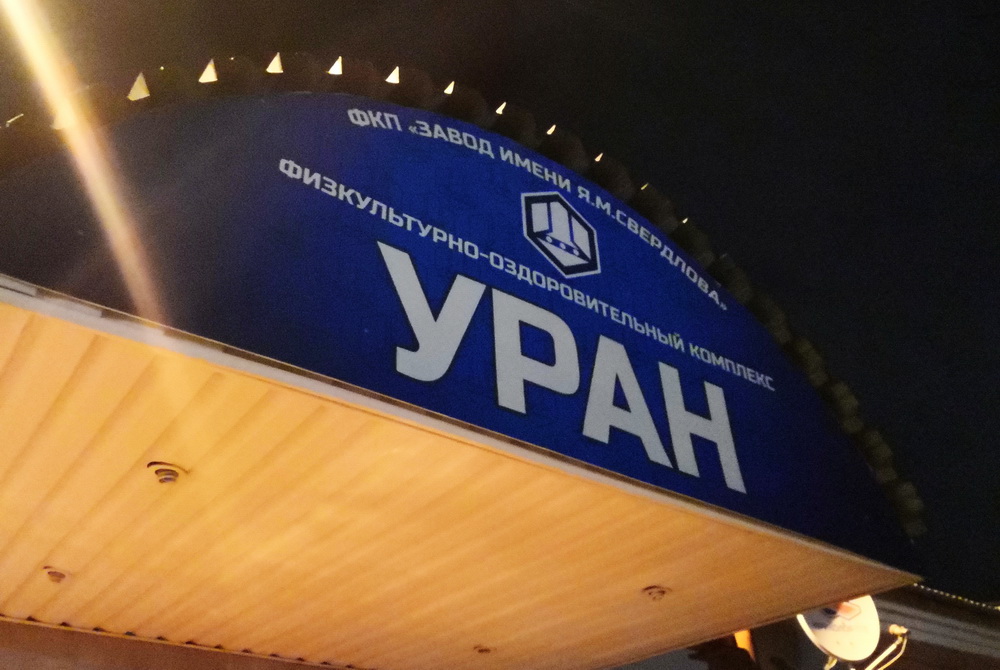 ФКП «ЗАВОД ИМЕНИ Я.М.СВЕРДЛОВА»
ФИЗКУЛЬТУРНО-ОЗДОРОВИТЕЛЬНЫЙ КОМПЛЕКС
УРАН